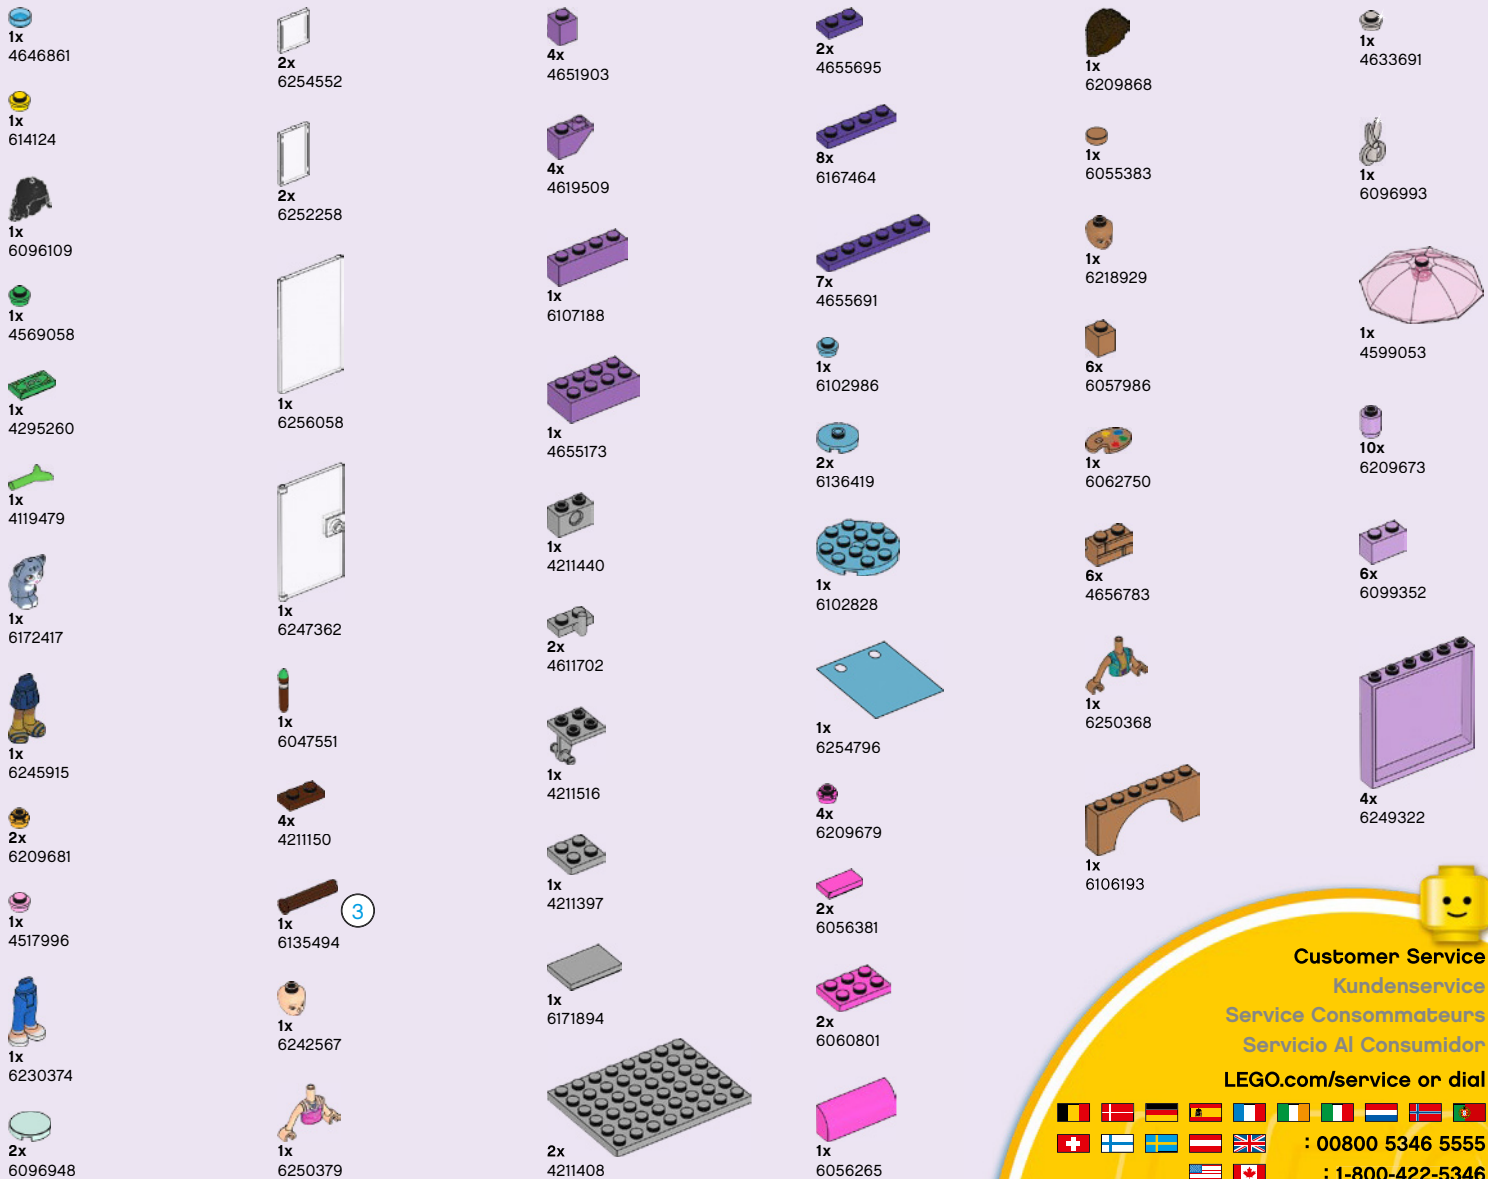 1x
4646861
1x
614124
1x
6096109
1x
4569058
1x
4295260
1x
4119479
1x
6172417
1x
6245915
2x
6209681
1x
4517996
1x
6230374
2x
6096948
2x
6254552
2x
6252258
1x
6256058
1x
6247362
1x
6047551
4x
4211150
1x
6135494
3
1x
6242567
1x
6250379
4x
4651903
4x
4619509
1x
6107188
1x
4655173
1x
4211440
2x
4611702
1x
4211516
1x
4211397
1x
6171894
2x
4211408
2x
4655695
8x
6167464
7x
4655691
1x
6102986
2x
6136419
1x
6102828
1x
6254796
4x
6209679
2x
6056381
2x
6060801
1x
6056265
1x
6209868
1x
6055383
1x
6218929
6x
6057986
1x
6062750
6x
4656783
1x
6250368
1x
6106193
1x
4633691
1x
6096993
1x
4599053
10x
6209673
6x
6099352
4x
6249322
Customer Service
Kundenservice
Service Consommateurs
Servicio Al Consumidor
LEGO.com/service or dial
: 00800 5346 5555
: 1-800-422-5346